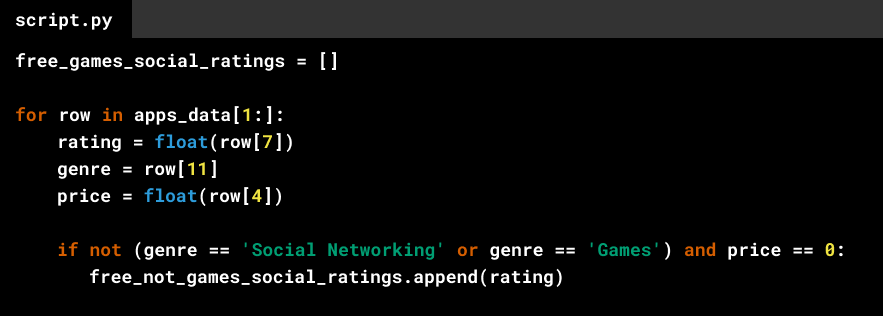 script.py
free_games_social_ratings = []
for row in apps_data[1:]:
    rating = float(row[7])
    genre = row[11]
    price = float(row[4])
    if not (genre == 'Social Networking' or genre == 'Games') and price == 0:
       free_not_games_social_ratings.append(rating)